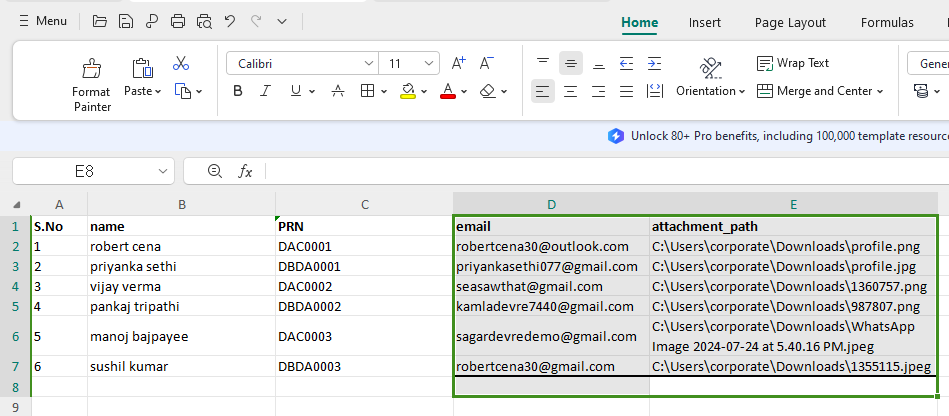 Menu
Home Insert Page Layout Formulas
Format Painter Paste Calibri 11 A+ A- Wrap Text Gener
B I U A A Orientation Merge and Center
Unlock 80+ Pro benefits, including 100,000 template resourc
E8 fx
A B C D E
1 S.No name PRN email attachment_path
2 1 robert cena DAC0001 robertcena30@outlook.com C:\Users\corporate\Downloads\profile.png
3 2 priyanka sethi DBDA0001 priyankasethi077@gmail.com C:\Users\corporate\Downloads\profile.jpg
4 3 vijay verma DAC0002 seasawthat@gmail.com C:\Users\corporate\Downloads\1360757.png
5 4 pankaj tripathi DBDA0002 kamladevre7440@gmail.com C:\Users\corporate\Downloads\987807.png
6 5 manoj bajpayee DAC0003 sagardevredemo@gmail.com C:\Users\corporate\Downloads\WhatsApp
Image 2024-07-24 at 5.40.16 PM.jpeg
7 6 sushil kumar DBDA0003 robertcena30@gmail.com C:\Users\corporate\Downloads\1355115.jpeg
8
9